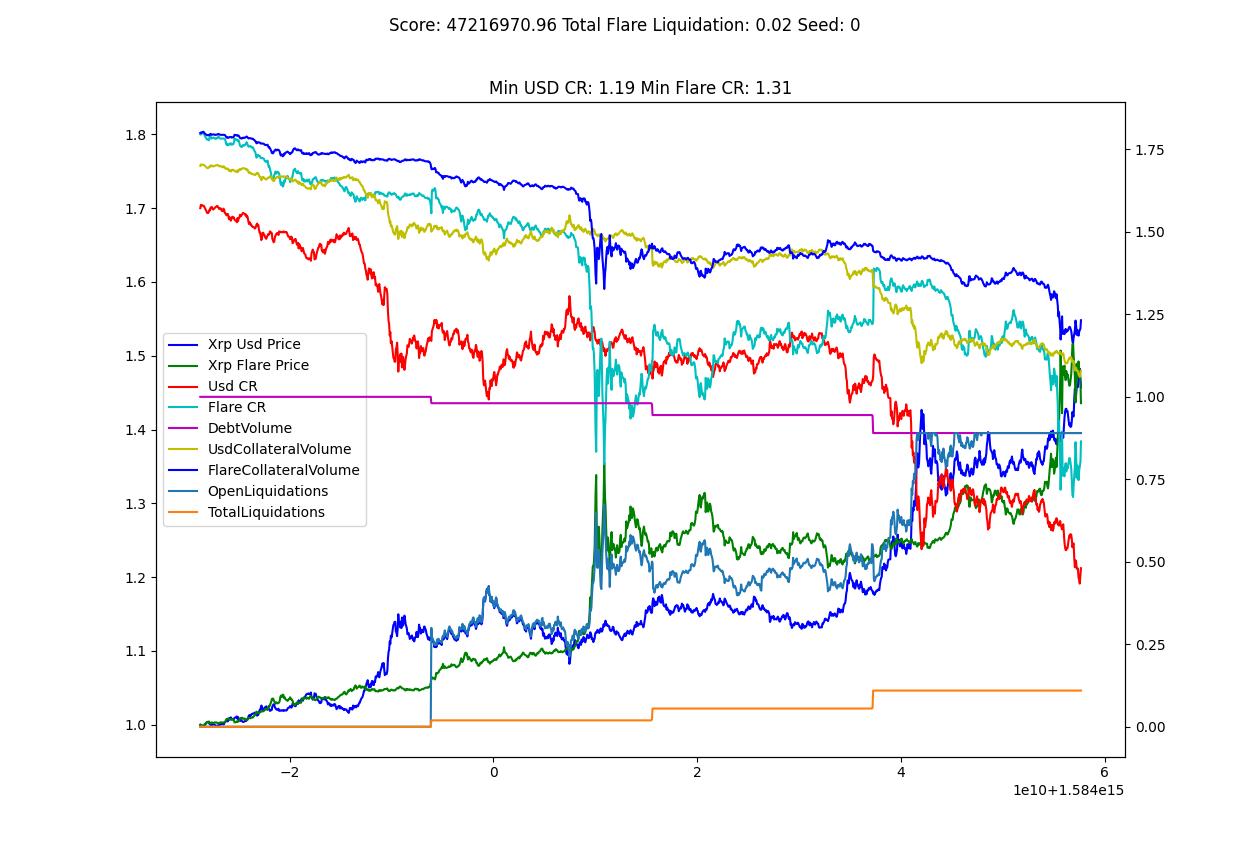 Score: 47216970.96 Total Flare Liquidation: 0.02 Seed: 0
Min USD CR: 1.19 Min Flare CR: 1.31
1.8
1.7
1.6
1.5
1.4
1.3
1.2
1.1
1.0
Xrp Usd Price
Xrp Flare Price
Usd CR
Flare CR
DebtVolume
UsdCollateralVolume
FlareCollateralVolume
OpenLiquidations
TotalLiquidations
1.75
1.50
1.25
1.00
0.75
0.50
0.25
0.00
−2 0 2 4 6
1e10+1.584e15